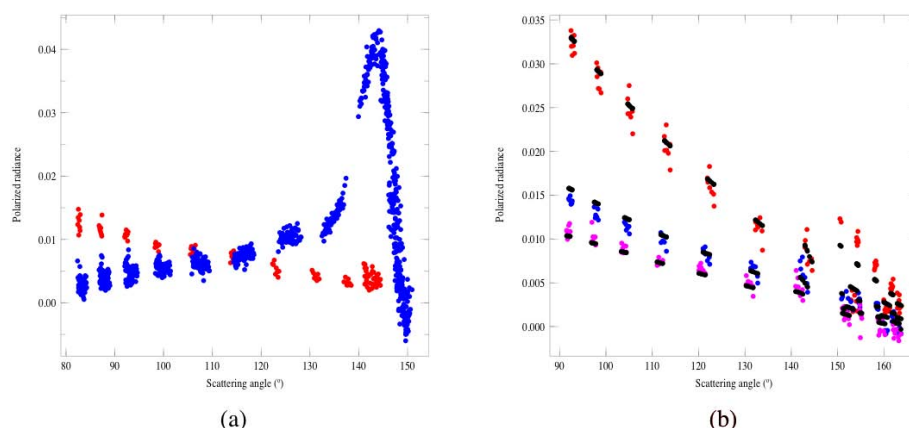 0.04
0.03
0.02
0.01
0.00
Polarized radiance
80 90 100 110 120 130 140 150
Scattering angle (º)
(a)
0.035
0.030
0.025
0.020
0.015
0.010
0.005
0.000
Polarized radiance
90 100 110 120 130 140 150 160
Scattering angle (º)
(b)